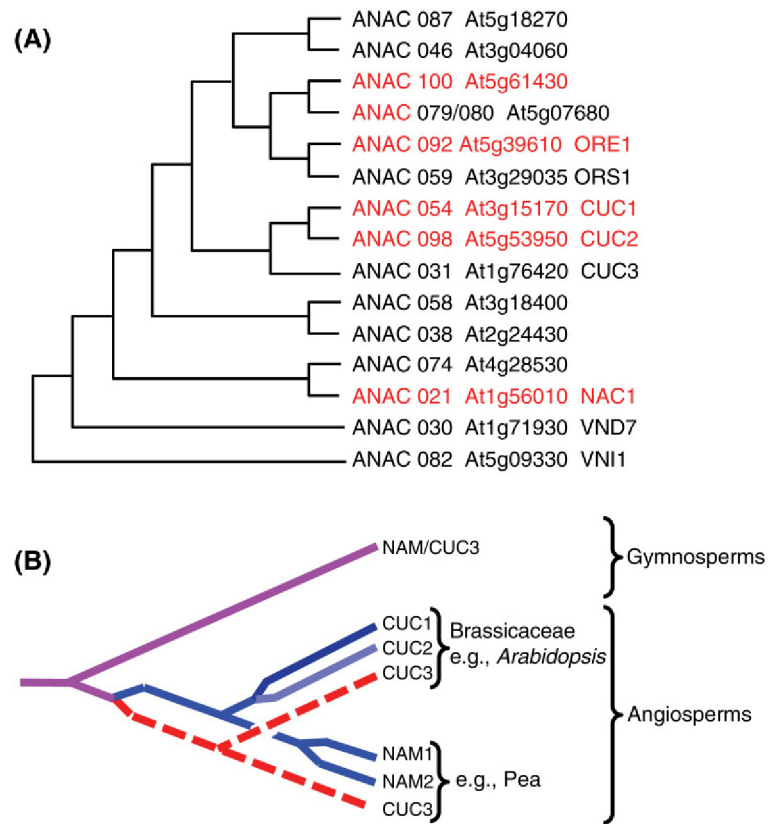 (A)
ANAC 087 At5g18270
ANAC 046 At3g04060
ANAC 100 At5g61430
ANAC 079/080 At5g07680
ANAC 092 At5g39610 ORE1
ANAC 059 At3g29035 ORS1
ANAC 054 At3g15170 CUC1
ANAC 098 At5g53950 CUC2
ANAC 031 At1g76420 CUC3
ANAC 058 At3g18400
ANAC 038 At2g24430
ANAC 074 At4g28530
ANAC 021 At1g56010 NAC1
ANAC 030 At1g71930 VND7
ANAC 082 At5g09330 VNI1
(B)
NAM/CUC3
Gymnosperms
CUC1
CUC2
CUC3
Brassicaceae
e.g., Arabidopsis
Angiosperms
NAM1
NAM2
CUC3
e.g., Pea